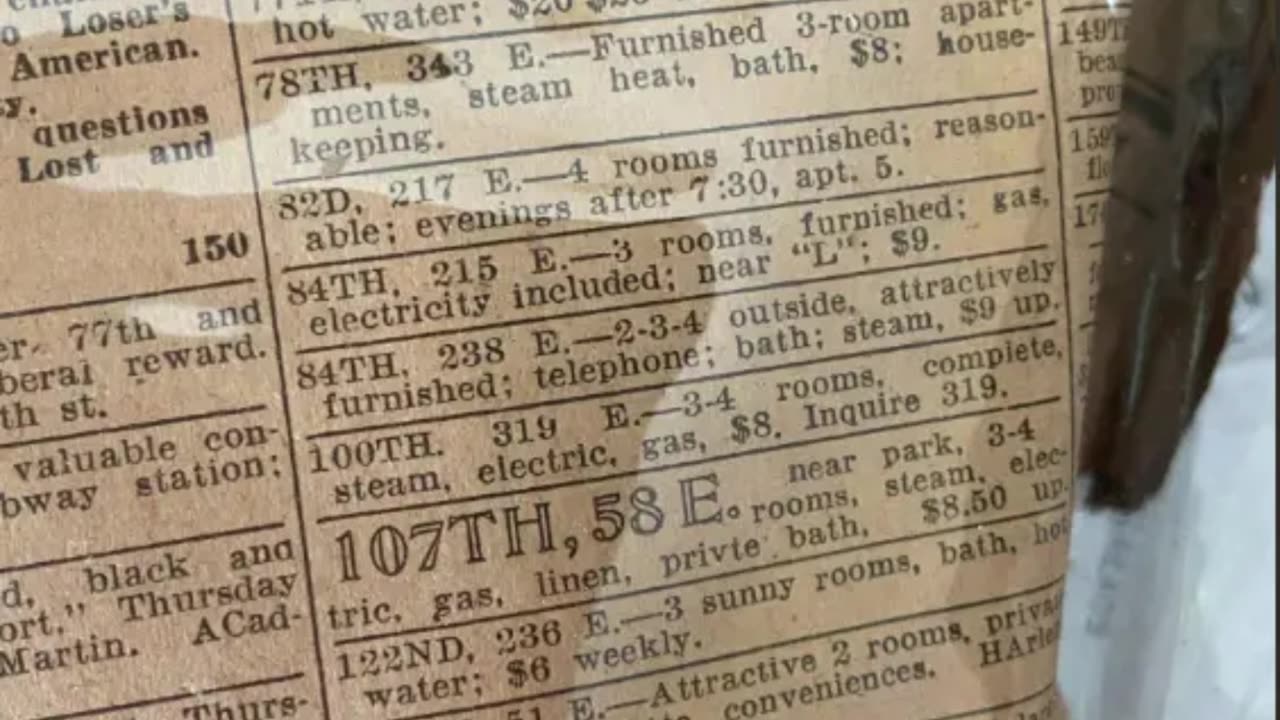 Loser's
American.
questions
Lost and
150
77th and
reward.
th st.
valuable con-
station;
black and
Thursday
Martin. ACad-
Thurs-
hot water; $20
78TH, 343 E.—Furnished 3-room apart-
ments, steam heat, bath, $8; house-
keeping.
82D, 217 E.—4 rooms furnished; reason-
able; evenings after 7:30, apt. 5.
84TH, 215 E.—3 rooms, furnished; gas,
electricity included; near "L"; $9.
84TH, 238 E.—2-3-4 outside, attractively
furnished; telephone; bath; steam, $9 up.
100TH. 319 E.—3-4 rooms, complete,
steam, electric, gas, $8. Inquire 319.
107TH, 58 E. near park, 3-4
rooms, steam, elec-
tric, gas, linen, privte bath, $8.50 up.
122ND, 236 E.—3 sunny rooms, bath, hot
water; $6 weekly.
E.—Attractive 2 rooms,
conveniences.
149T
159